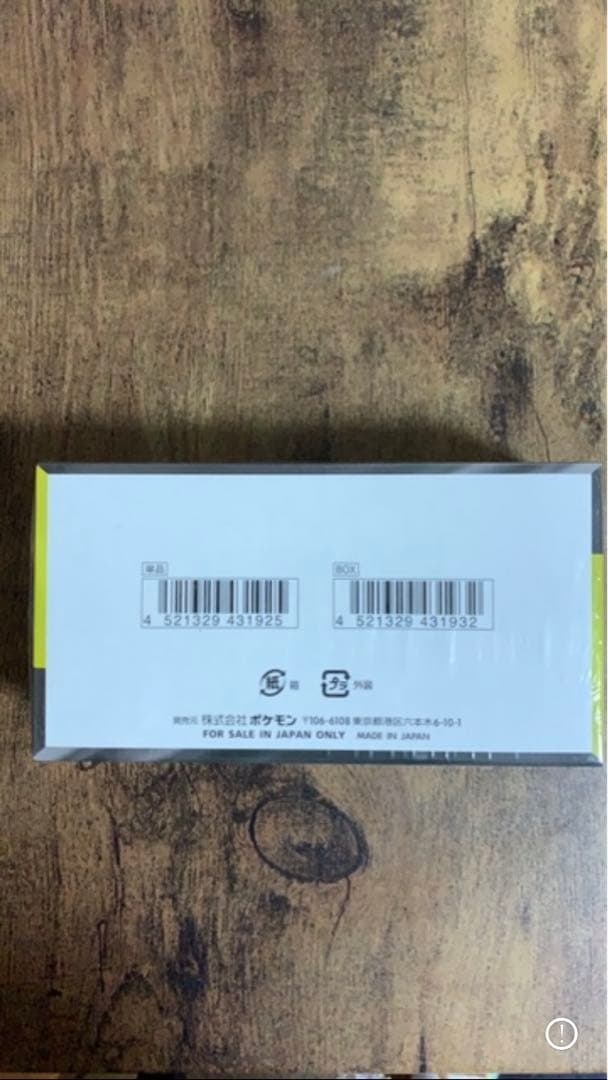 単品
BOX
4 521329 431925
4 521329 431932
紙 箱
プラ 外装
発売元 株式会社ポケモン 〒106-6108 東京都港区六本木6-10-1
FOR SALE IN JAPAN ONLY MADE IN JAPAN